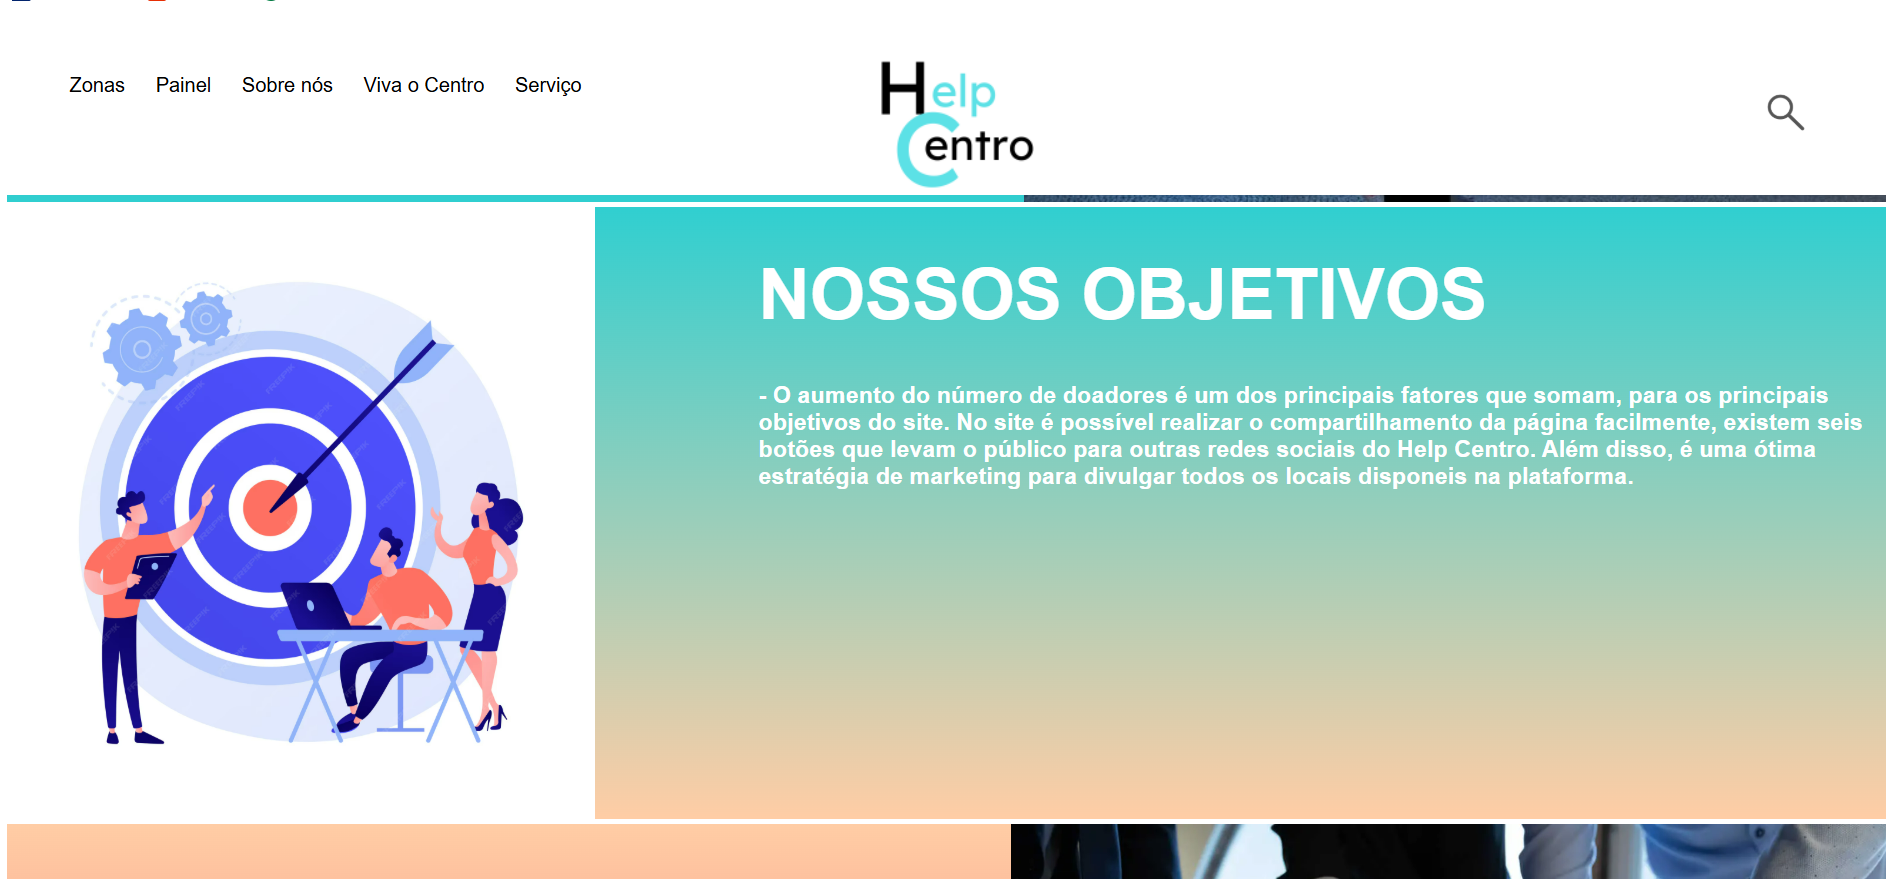 Zonas Painel Sobre nós Viva o Centro Serviço
Help
Centro
NOSSOS OBJETIVOS
- O aumento do número de doadores é um dos principais fatores que somam, para os principais
objetivos do site. No site é possível realizar o compartilhamento da página facilmente, existem seis
botões que levam o público para outras redes sociais do Help Centro. Além disso, é uma ótima
estratégia de marketing para divulgar todos os locais disponeis na plataforma.